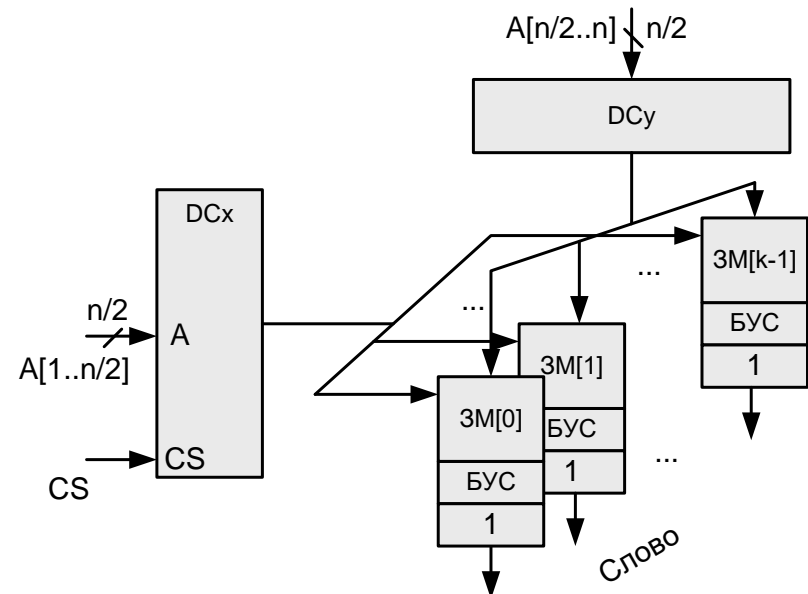 A[n/2..n] n/2
DCy
DCx
ЗМ[k-1]
...
n/2
...
БУС
A
ЗМ[1]
1
A[1..n/2]
ЗМ[0]
БУС
CS
...
1
CS
БУС
1
Слово